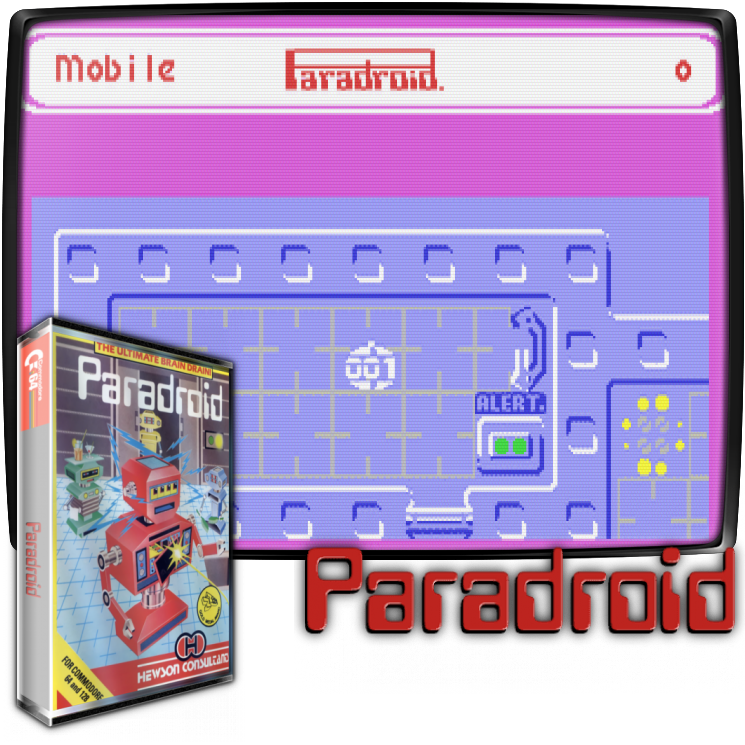 Mobile Paradroid. 0
001
ALERT.
THE ULTIMATE BRAIN DRAIN!
Paradroid
64
Paradroid
FOR COMMODORE
64 and 128
HEWSON CONSULTANTS
Paradroid